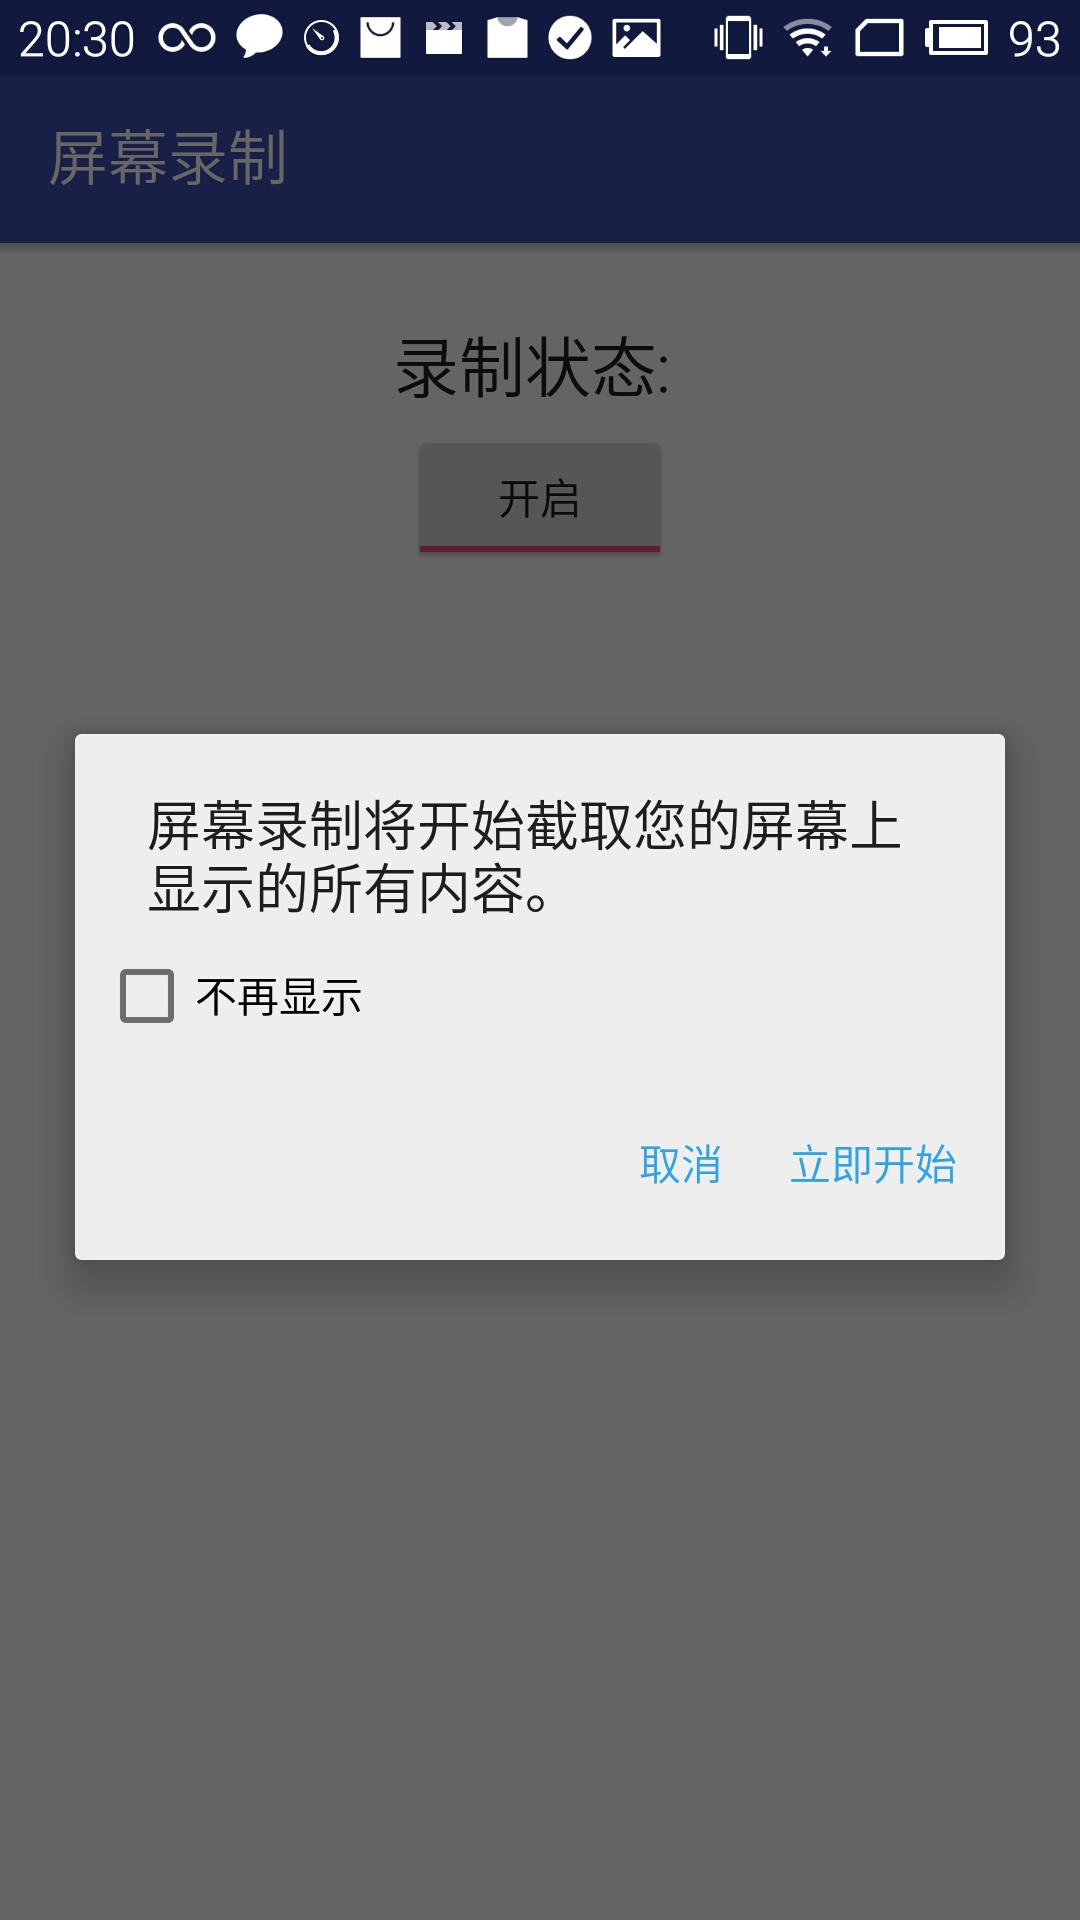 20:30
93
屏幕录制
录制状态:
开启
屏幕录制将开始截取您的屏幕上
显示的所有内容。
不再显示
取消 立即开始